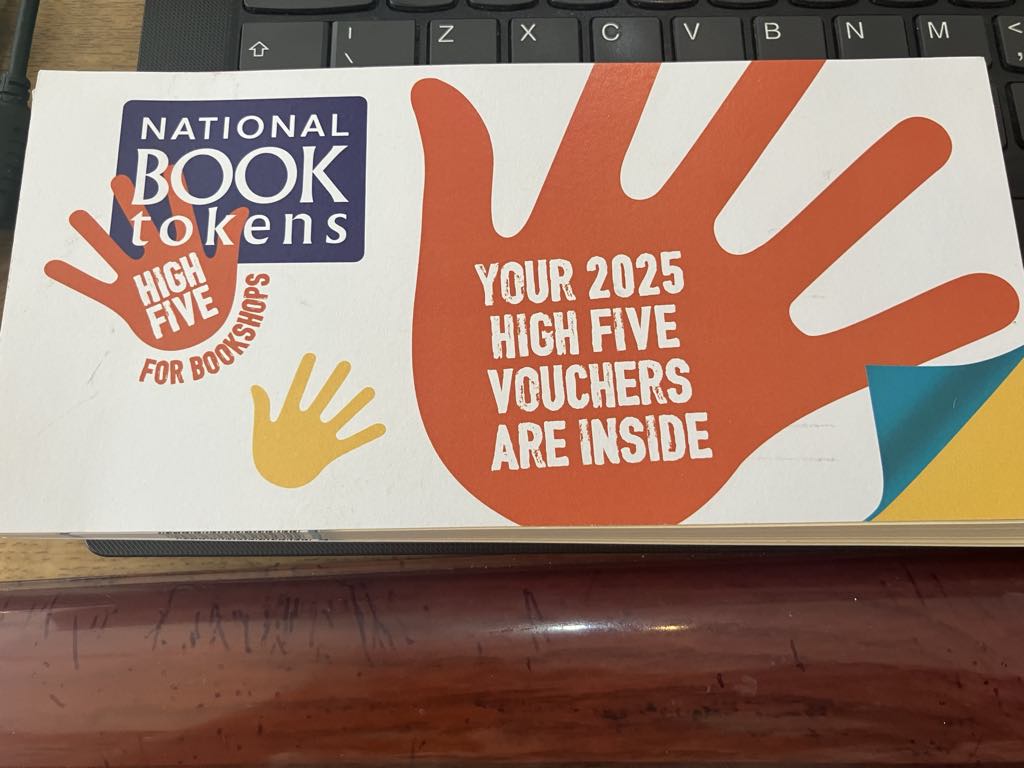 | Z X C V B N M <
\ ,
NATIONAL
BOOK
tokens
HIGH
FIVE
FOR BOOKSHOPS
YOUR 2025
HIGH FIVE
VOUCHERS
ARE INSIDE